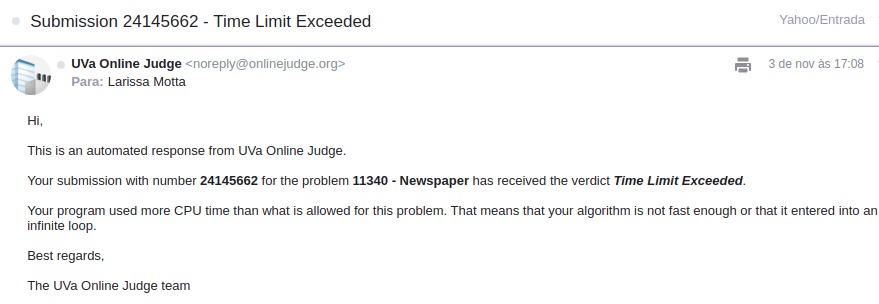 Submission 24145662 - Time Limit Exceeded
Yahoo/Entrada
UVa Online Judge <noreply@onlinejudge.org>
3 de nov às 17:08
Para: Larissa Motta
Hi,
This is an automated response from UVa Online Judge.
Your submission with number 24145662 for the problem 11340 - Newspaper has received the verdict Time Limit Exceeded.
Your program used more CPU time than what is allowed for this problem. That means that your algorithm is not fast enough or that it entered into an
infinite loop.
Best regards,
The UVa Online Judge team